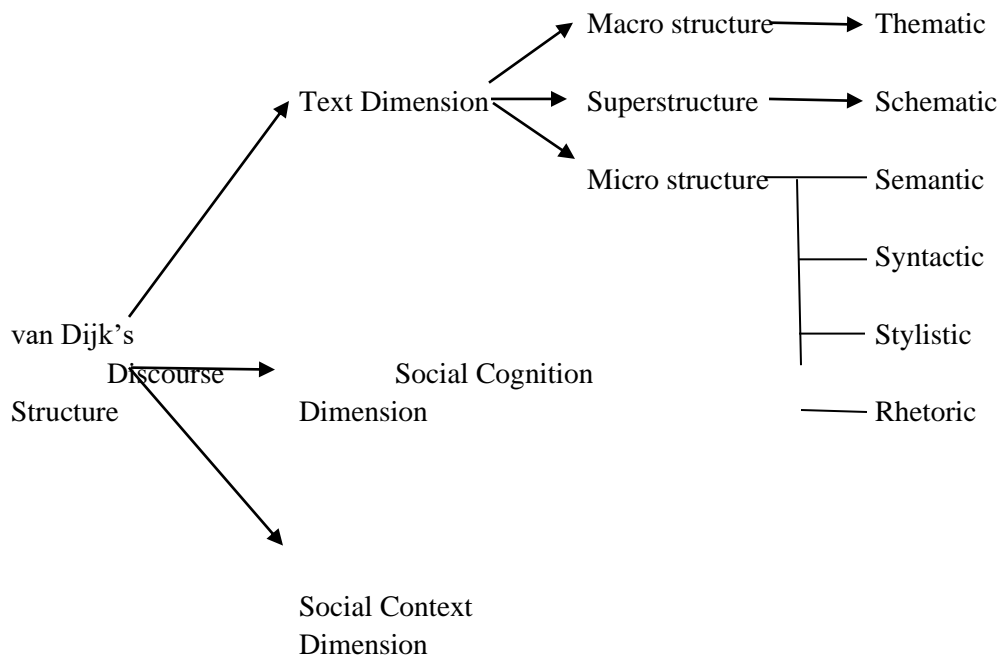 Macro structure Thematic
Text Dimension Superstructure Schematic
Micro structure Semantic
Syntactic
van Dijk’s Stylistic
Discourse Social Cognition
Structure Dimension Rhetoric
Social Context
Dimension